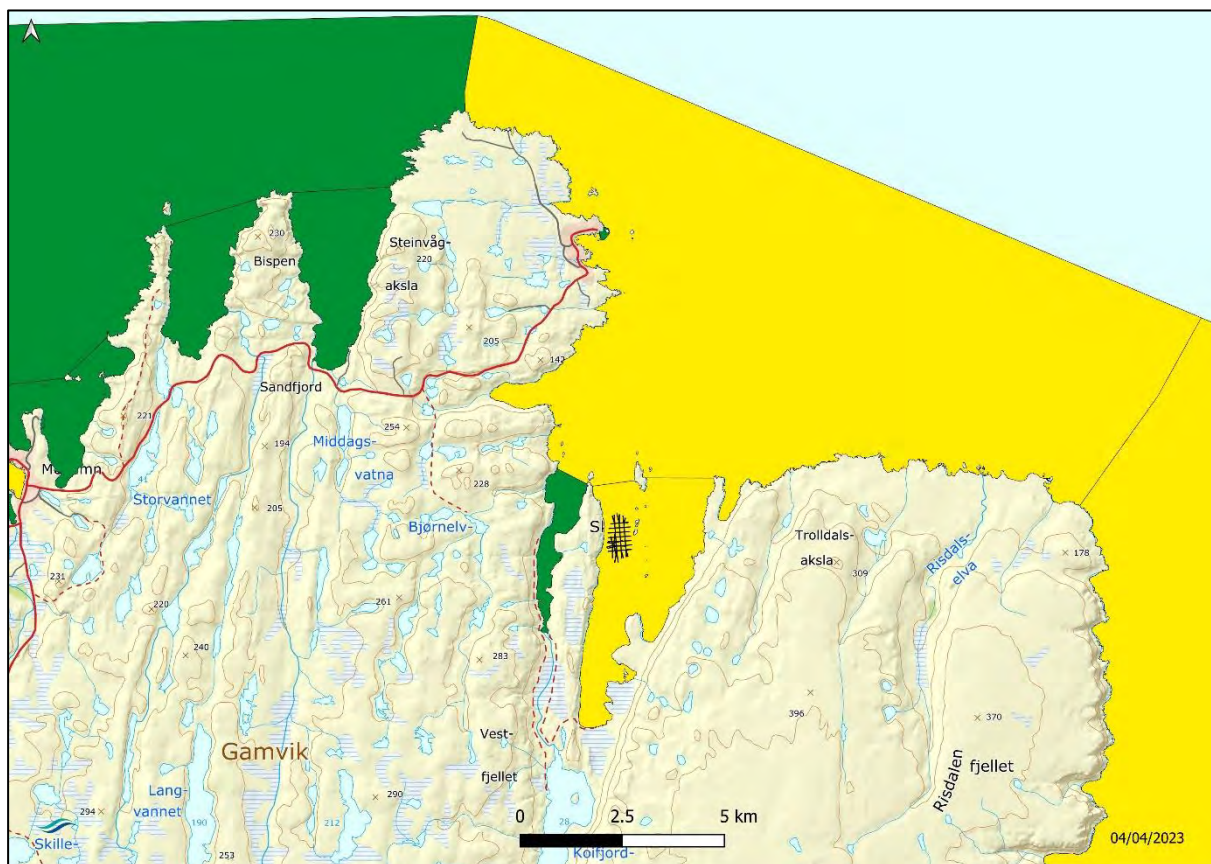 230
Bispen
Steinvåg-
220
aksla
205
142
Sandfjord
221
254
194
Middags-
vatna
228
41
Storvannet
205
Bjørnelv-
Trolldals-
aksla
309
Risdals-
elva
178
231
220
261
240
283
396
370
Gamvik
Vest-
fjellet
fjellet
Risdalen
Lang-
vannet
290
294
190
212
28
0 2.5 5 km
Skille-
253
Koifjord-
04/04/2023